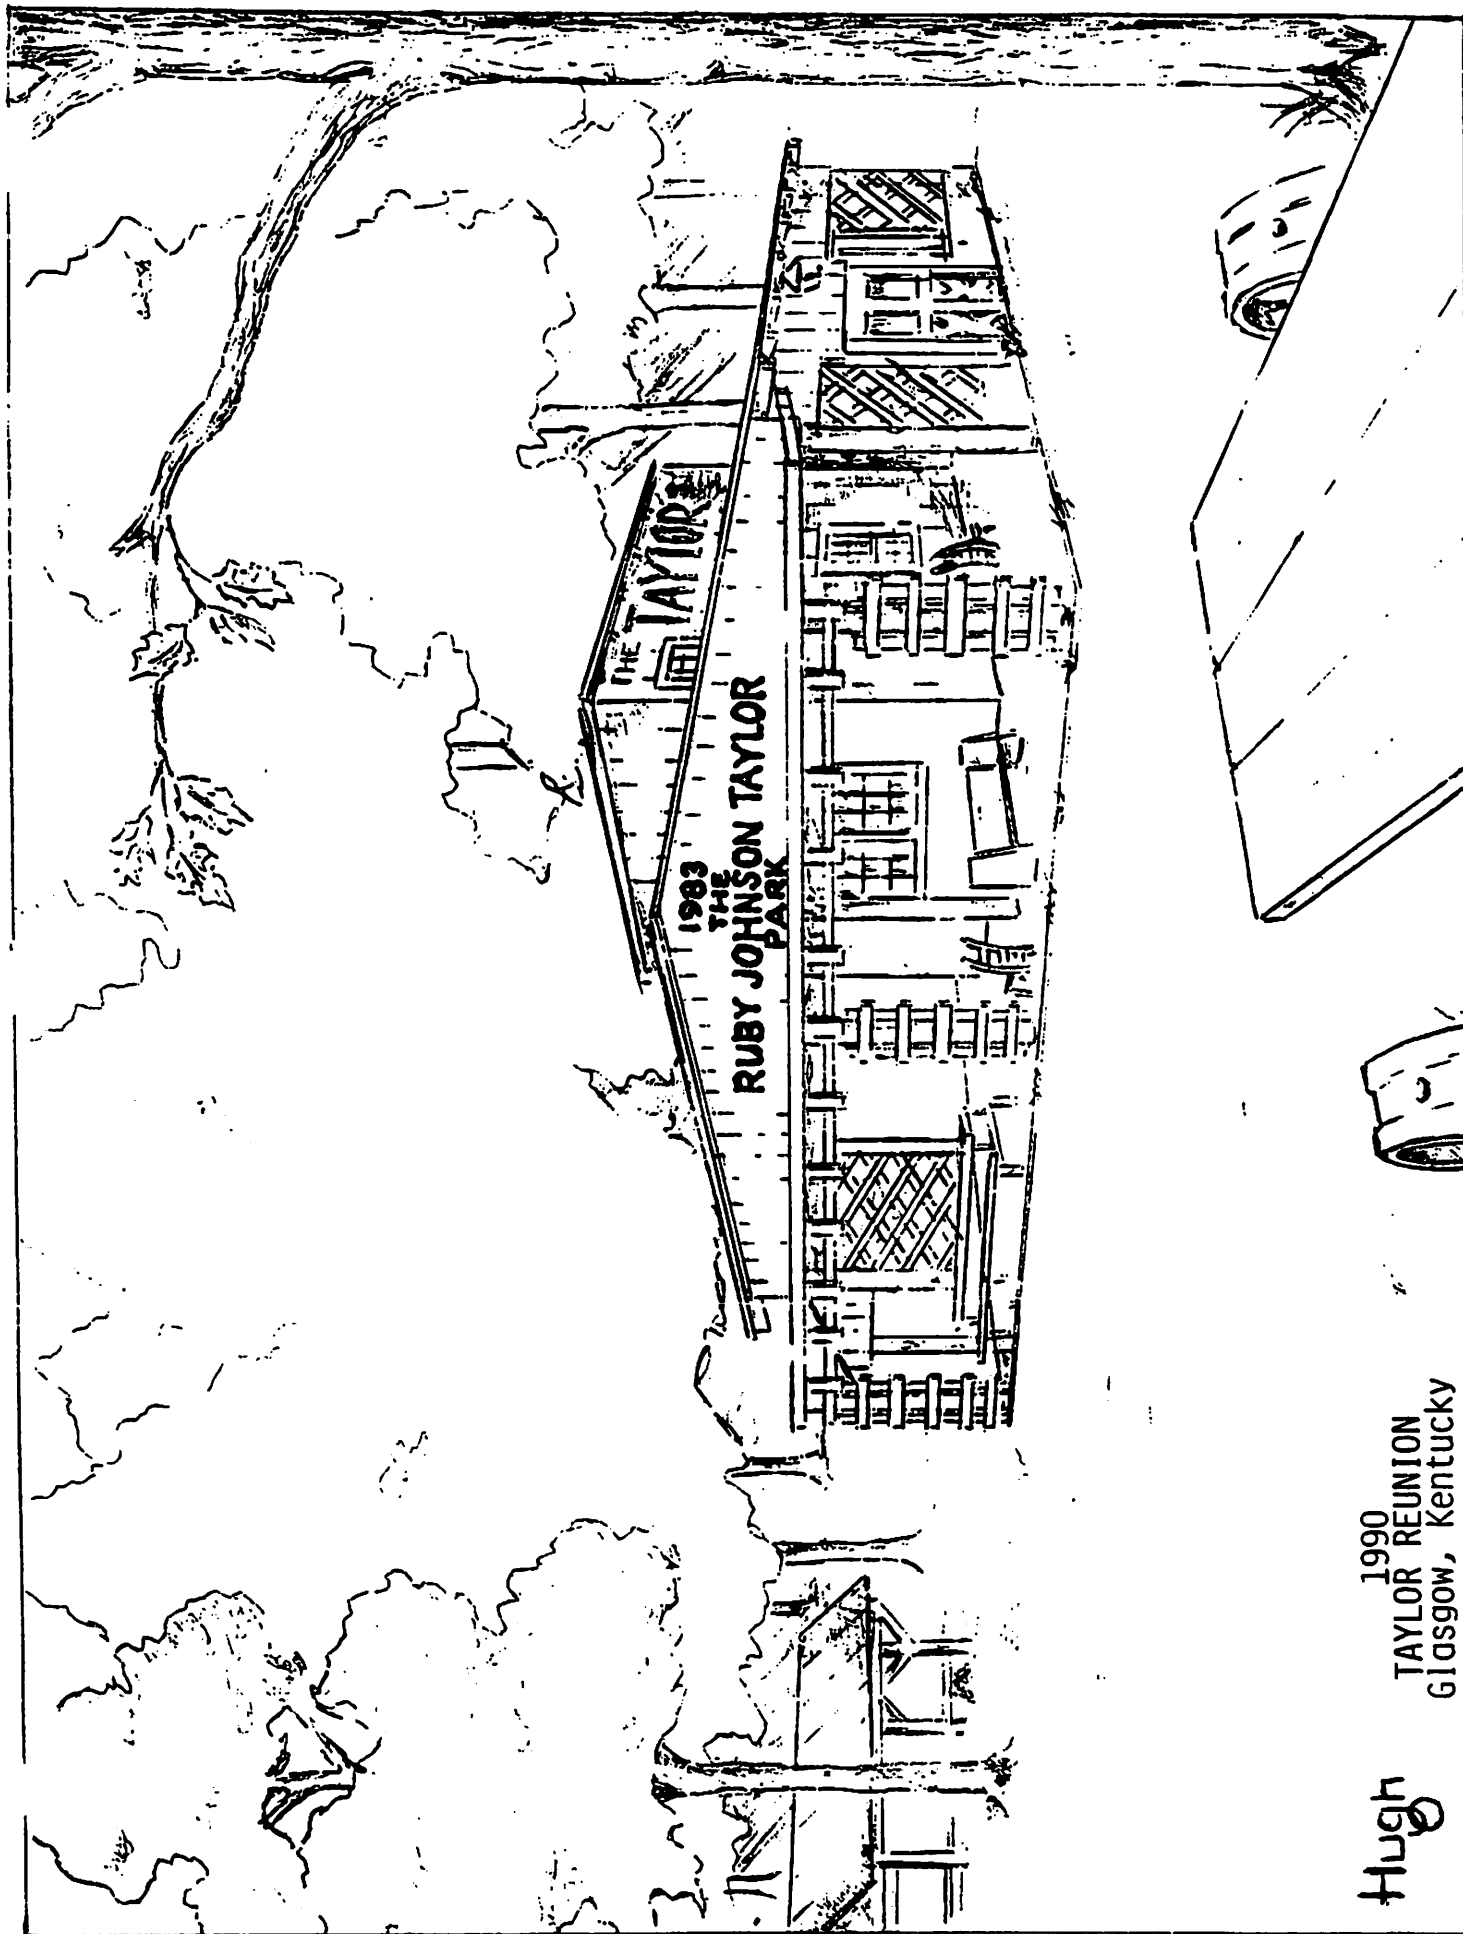 THE
TAYLOR
1983
THE
RUBY JOHNSON TAYLOR
PARK
Hugh
1990
TAYLOR REUNION
Glasgow, Kentucky